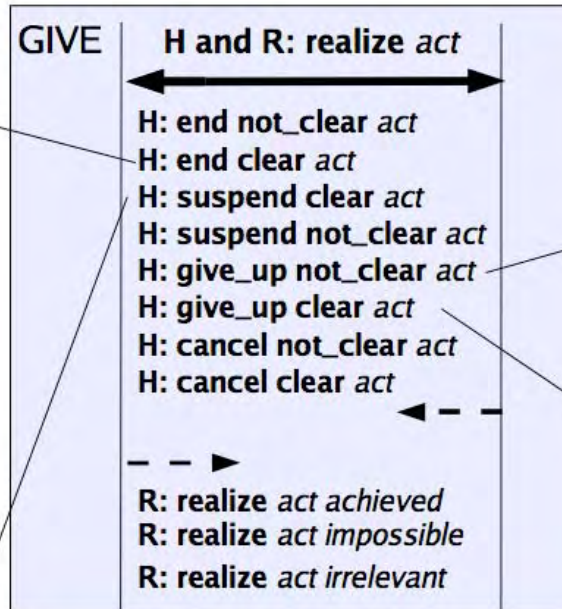 GIVE
H and R: realize act
H: end not_clear act
H: end clear act
H: suspend clear act
H: suspend not_clear act
H: give_up not_clear act
H: give_up clear act
H: cancel not_clear act
H: cancel clear act
R: realize act achieved
R: realize act impossible
R: realize act irrelevant